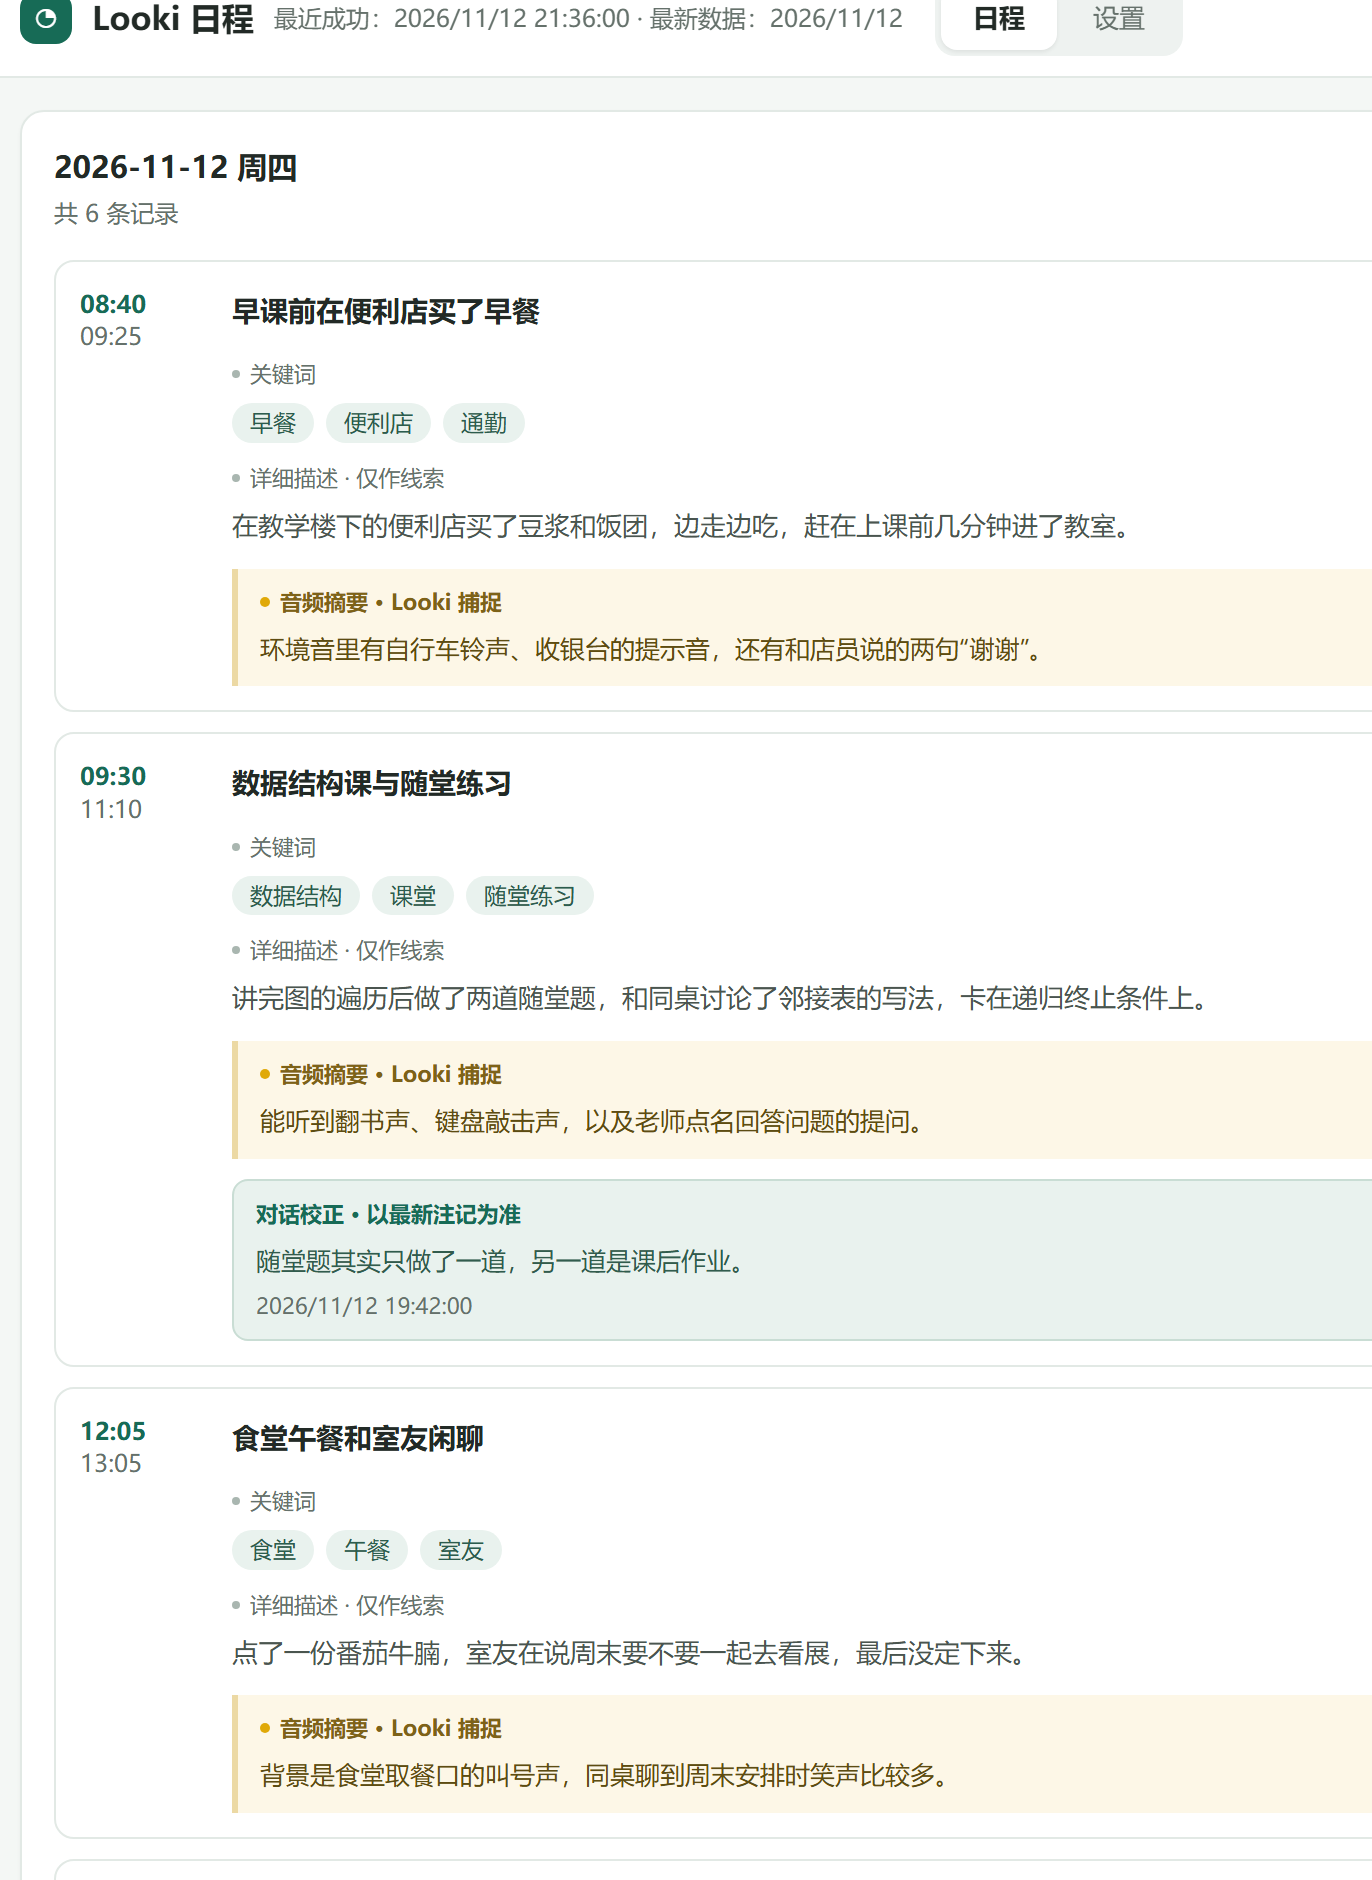 Looki 日程 最近成功：2026/11/12 21:36:00 · 最新数据：2026/11/12 日程 设置
2026-11-12 周四
共 6 条记录
08:40
09:25
早课前在便利店买了早餐
关键词
早餐 便利店 通勤
详细描述 · 仅作线索
在教学楼下的便利店买了豆浆和饭团，边走边吃，赶在上课前几分钟进了教室。
音频摘要 • Looki 捕捉
环境音里有自行车铃声、收银台的提示音，还有和店员说的两句“谢谢”。
09:30
11:10
数据结构课与随堂练习
关键词
数据结构 课堂 随堂练习
详细描述 · 仅作线索
讲完图的遍历后做了两道随堂题，和同桌讨论了邻接表的写法，卡在递归终止条件上。
音频摘要 • Looki 捕捉
能听到翻书声、键盘敲击声，以及老师点名回答问题的提问。
对话校正 • 以最新注记为准
随堂题其实只做了一道，另一道是课后作业。
2026/11/12 19:42:00
12:05
13:05
食堂午餐和室友闲聊
关键词
食堂 午餐 室友
详细描述 · 仅作线索
点了一份番茄牛腩，室友在说周末要不要一起去看展，最后没定下来。
音频摘要 • Looki 捕捉
背景是食堂取餐口的叫号声，同桌聊到周末安排时笑声比较多。